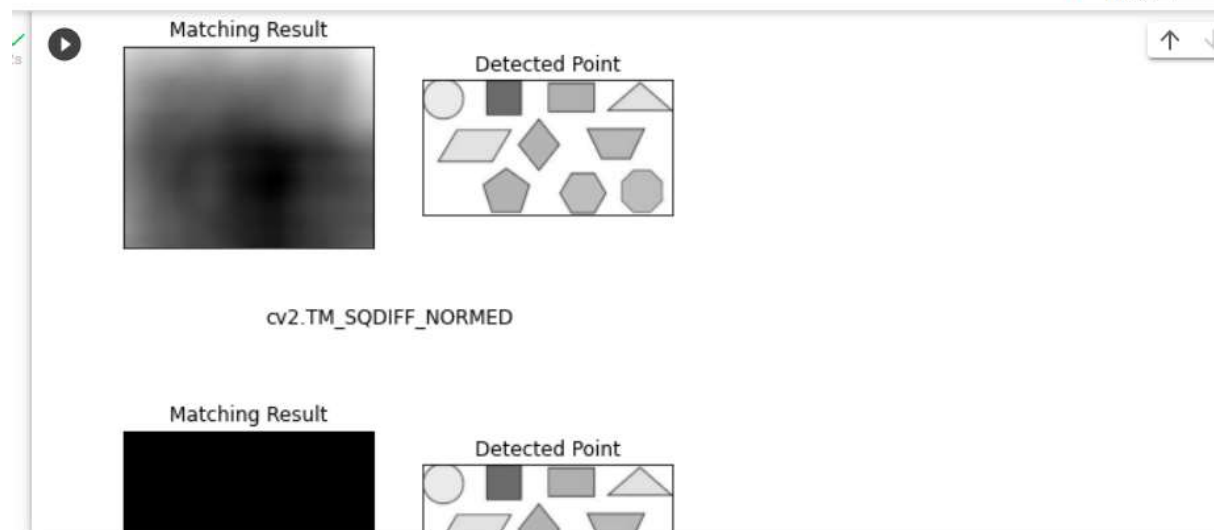 Matching Result
Detected Point
cv2.TM_SQDIFF_NORMED
Matching Result
Detected Point